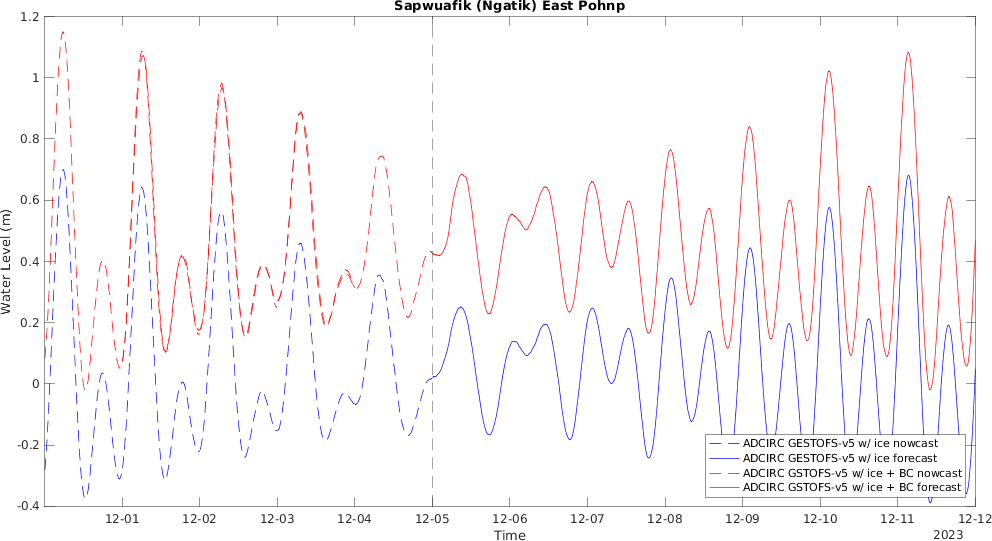 Sapwuafik (Ngatik) East Pohnp
Water Level (m)
1.2
1
0.8
0.6
0.4
0.2
0
-0.2
-0.4
ADCIRC GESTOFS-v5 w/ ice nowcast
ADCIRC GESTOFS-v5 w/ ice forecast
ADCIRC GSTOFS-v5 w/ ice + BC nowcast
ADCIRC GSTOFS-v5 w/ ice + BC forecast
12-01 12-02 12-03 12-04 12-05 12-06 12-07 12-08 12-09 12-10 12-11 12-12
Time
2023